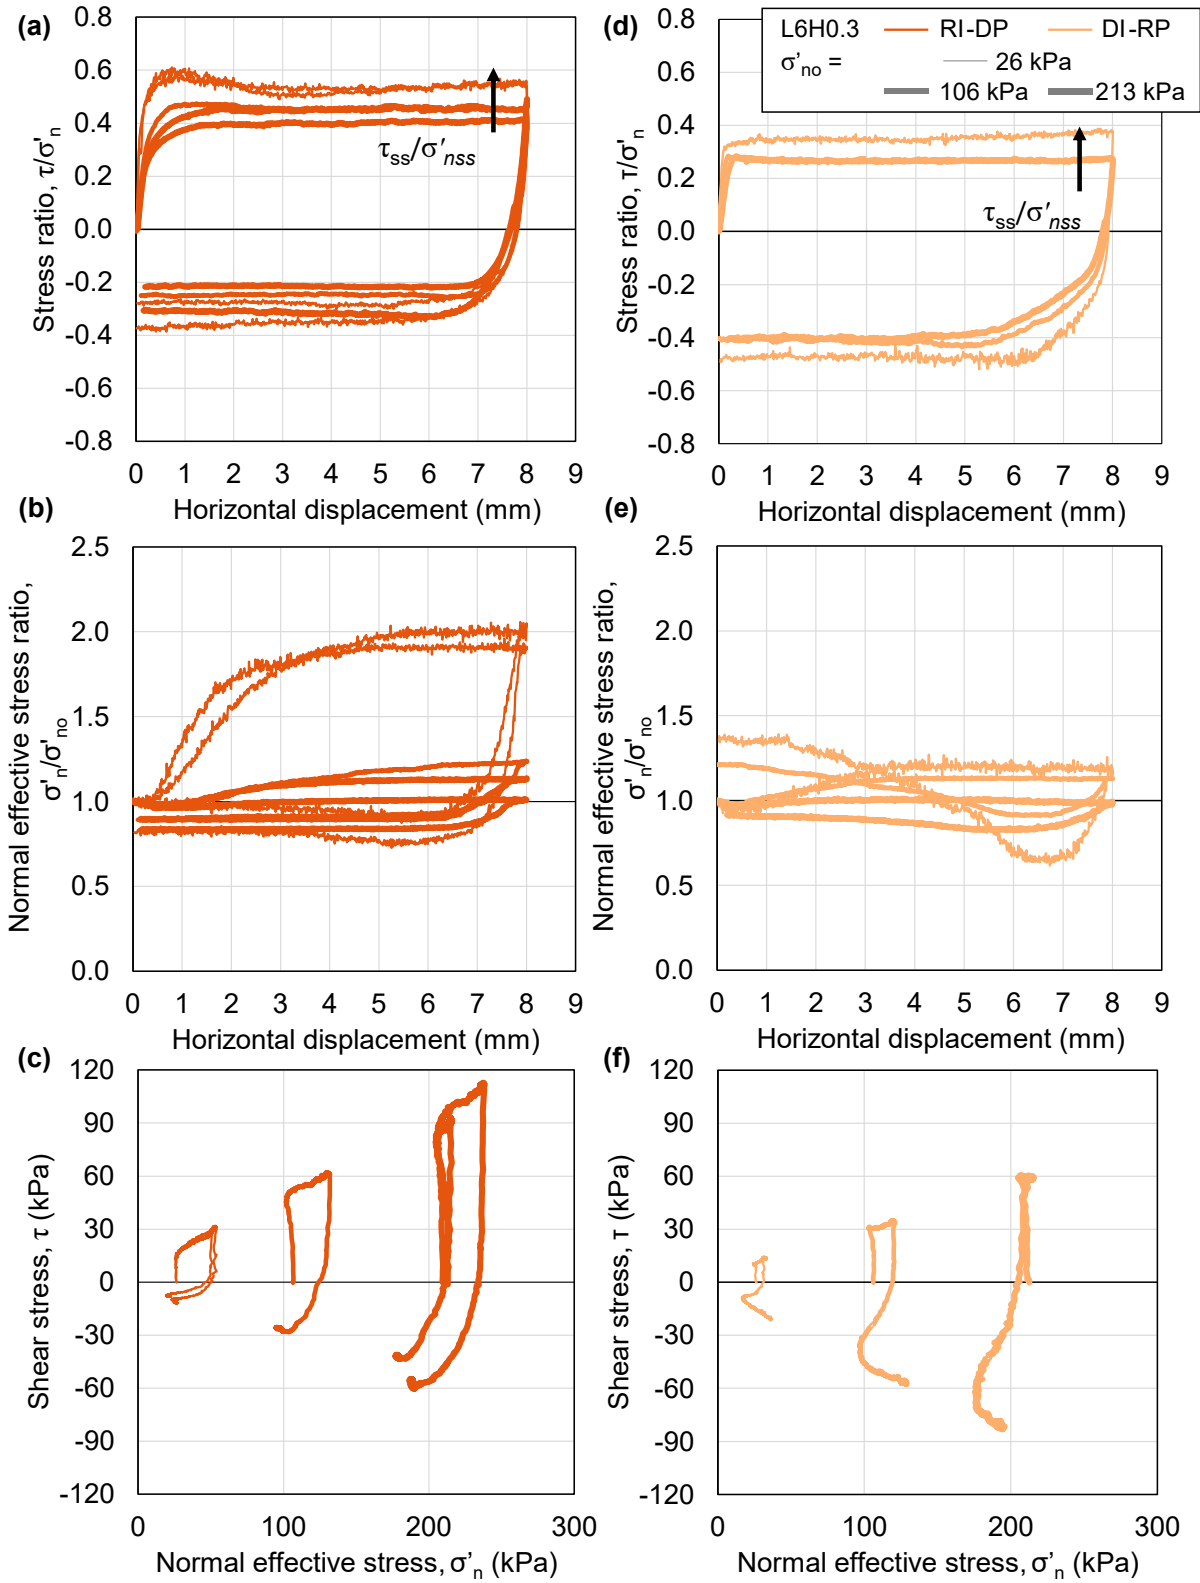 (a)
0.8
0.6
0.4
0.2
0.0
-0.2
-0.4
-0.6
-0.8
Stress ratio, τ/σ'n
τss/σ'nss
0 1 2 3 4 5 6 7 8 9
Horizontal displacement (mm)
(d)
L6H0.3 RI-DP DI-RP
σ'no = 26 kPa
106 kPa 213 kPa
0.8
0.6
0.4
0.2
0.0
-0.2
-0.4
-0.6
-0.8
Stress ratio, τ/σ'n
τss/σ'nss
0 1 2 3 4 5 6 7 8 9
Horizontal displacement (mm)
(b)
2.5
2.0
1.5
1.0
0.5
0.0
Normal effective stress ratio,
σ'n/σ'no
0 1 2 3 4 5 6 7 8 9
Horizontal displacement (mm)
(e)
2.5
2.0
1.5
1.0
0.5
0.0
Normal effective stress ratio,
σ'n/σ'no
0 1 2 3 4 5 6 7 8 9
Horizontal displacement (mm)
(c)
120
90
60
30
0
-30
-60
-90
-120
Shear stress, τ (kPa)
0 100 200 300
Normal effective stress, σ'n (kPa)
(f)
120
90
60
30
0
-30
-60
-90
-120
Shear stress, τ (kPa)
0 100 200 300
Normal effective stress, σ'n (kPa)